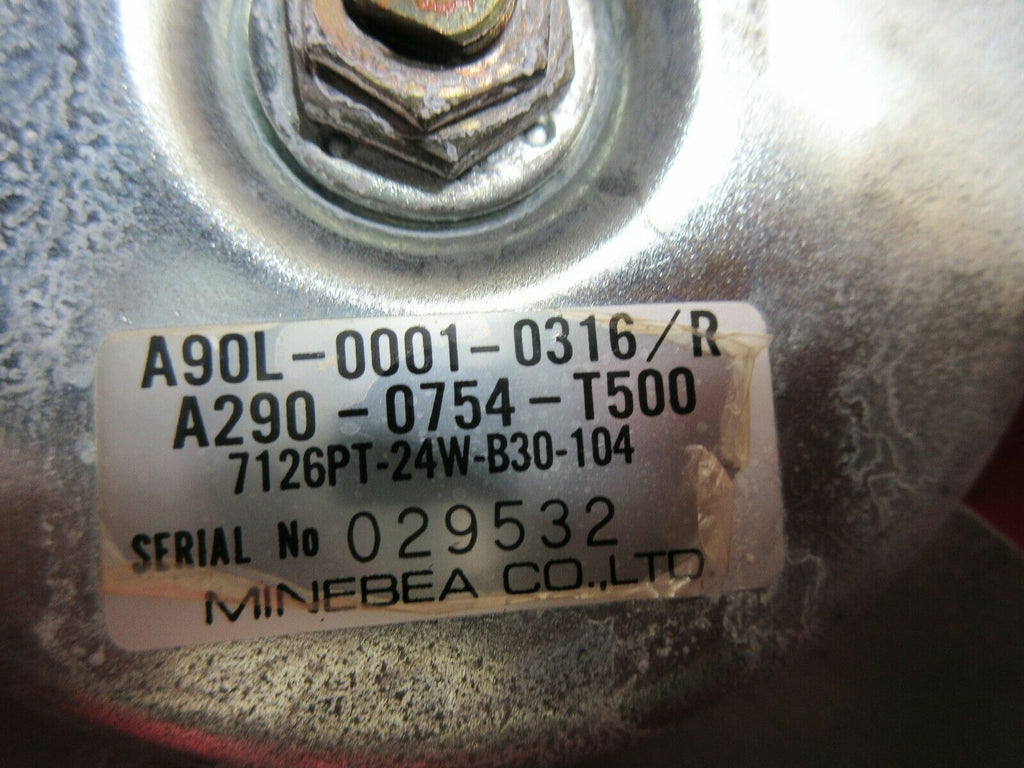 A90L-0001-0316/R
A290-0754-T500
7126PT-24W-B30-104
SERIAL No 029532
MINEBEA CO.,LTD